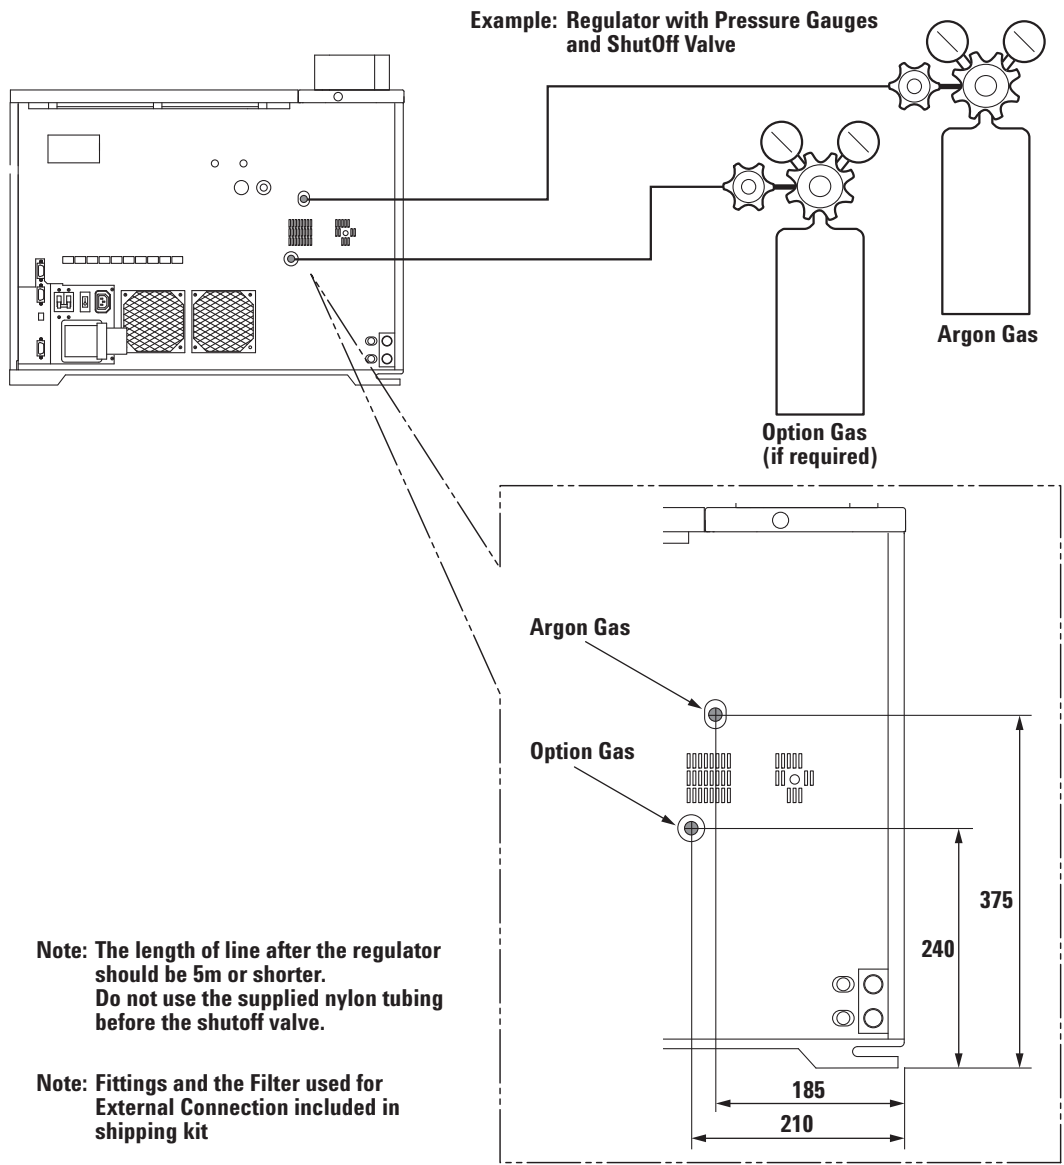 Example: Regulator with Pressure Gauges
and ShutOff Valve
Argon Gas
Option Gas
(if required)
Argon Gas
Option Gas
375
240
185
210
Note: The length of line after the regulator
should be 5m or shorter.
Do not use the supplied nylon tubing
before the shutoff valve.
Note: Fittings and the Filter used for
External Connection included in
shipping kit